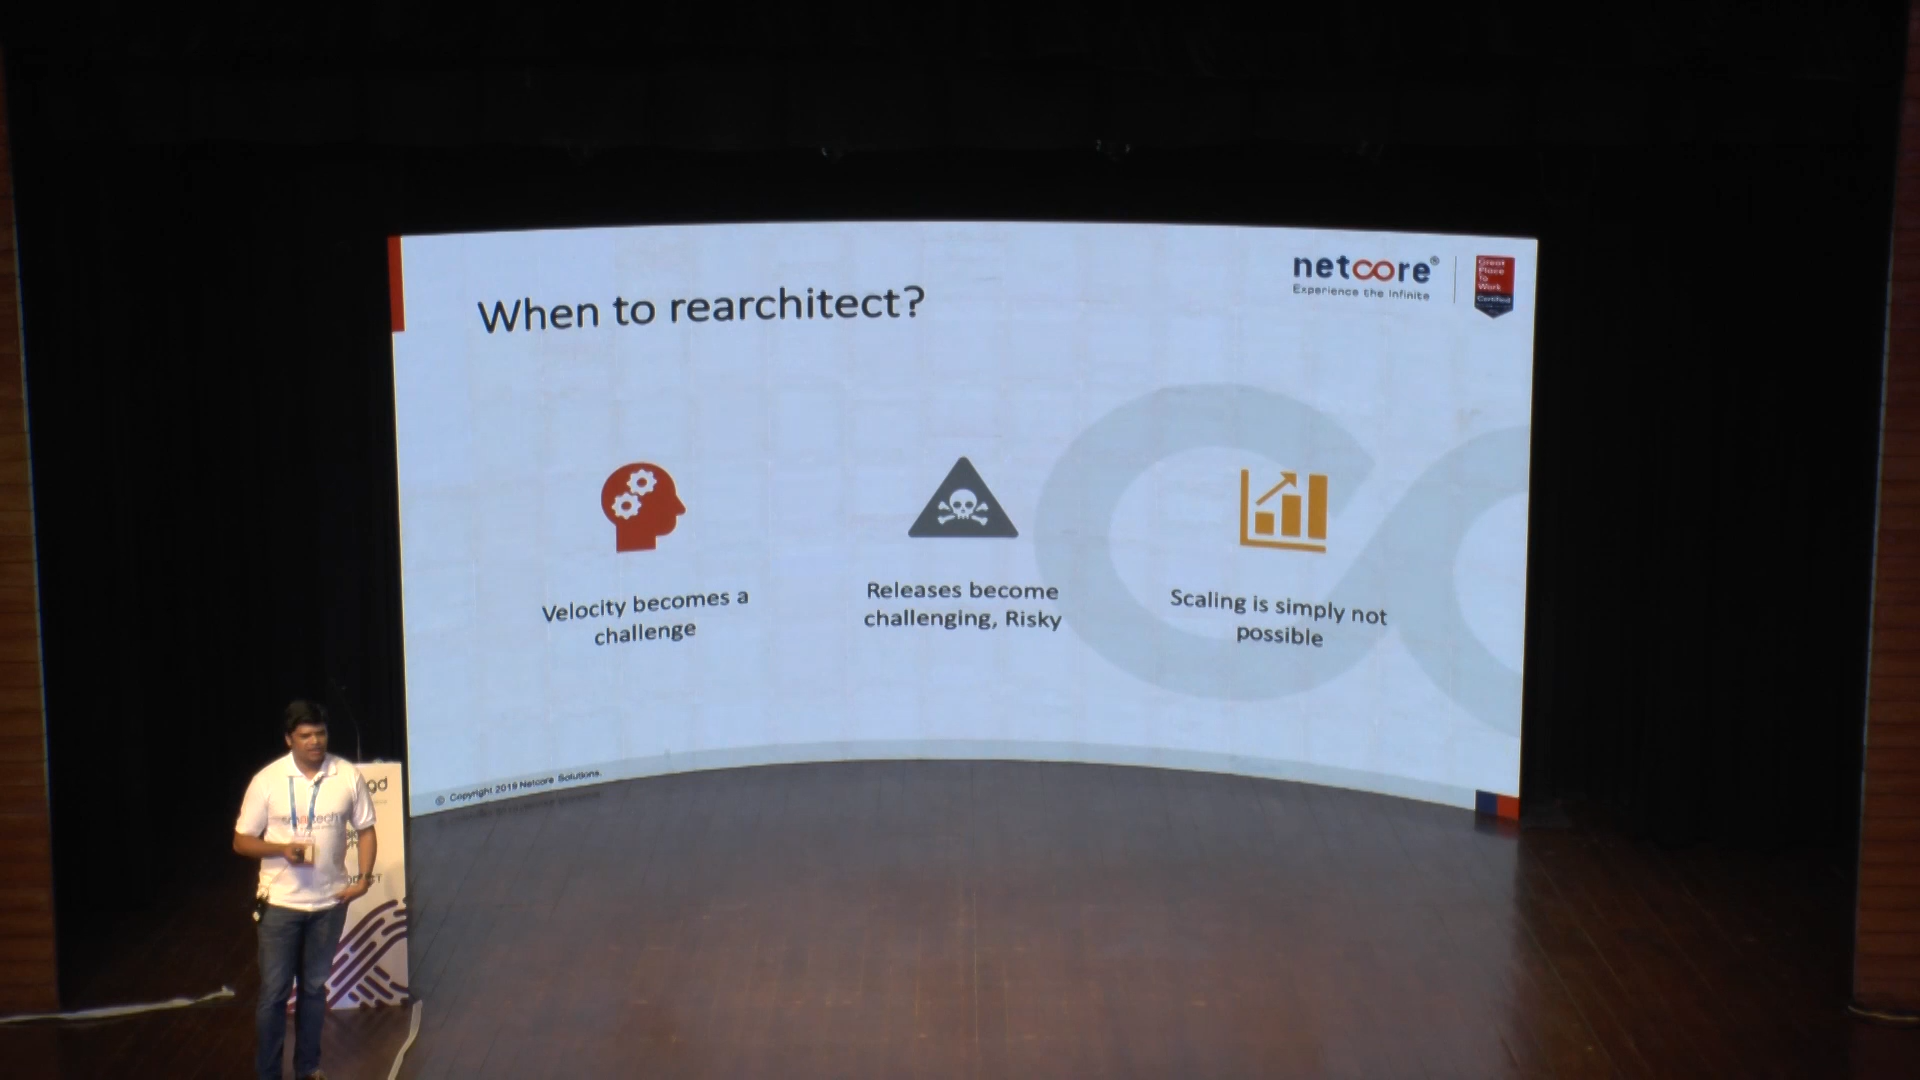 netcore®
Experience the Infinite
Great
Place
To
Work
Certified
When to rearchitect?
Velocity becomes a
challenge
Releases become
challenging, Risky
Scaling is simply not
possible
© Copyright 2019 Netcore Solutions.
smartech